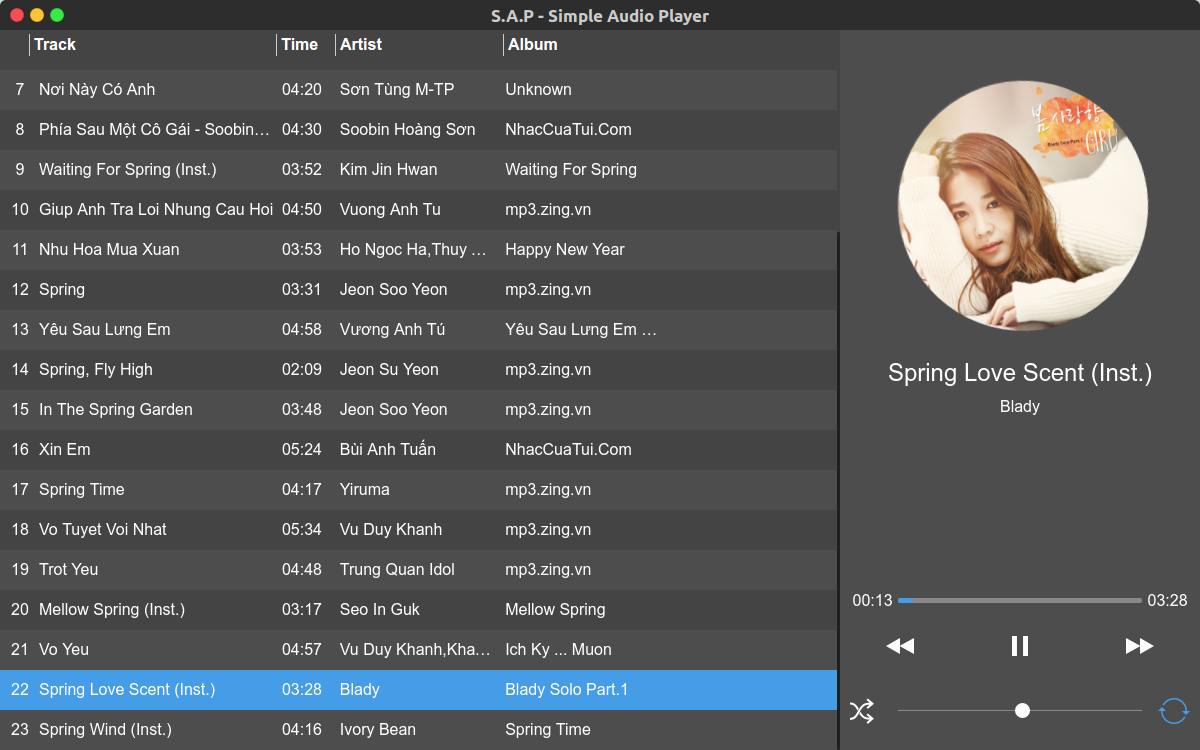 S.A.P - Simple Audio Player
Track Time Artist Album
7 Nơi Này Có Anh 04:20 Sơn Tùng M-TP Unknown
8 Phía Sau Một Cô Gái - Soobin… 04:30 Soobin Hoàng Sơn NhacCuaTui.Com
9 Waiting For Spring (Inst.) 03:52 Kim Jin Hwan Waiting For Spring
10 Giup Anh Tra Loi Nhung Cau Hoi 04:50 Vuong Anh Tu mp3.zing.vn
11 Nhu Hoa Mua Xuan 03:53 Ho Ngoc Ha,Thuy … Happy New Year
12 Spring 03:31 Jeon Soo Yeon mp3.zing.vn
13 Yêu Sau Lưng Em 04:58 Vương Anh Tú Yêu Sau Lưng Em …
14 Spring, Fly High 02:09 Jeon Su Yeon mp3.zing.vn
15 In The Spring Garden 03:48 Jeon Soo Yeon mp3.zing.vn
16 Xin Em 05:24 Bùi Anh Tuấn NhacCuaTui.Com
17 Spring Time 04:17 Yiruma mp3.zing.vn
18 Vo Tuyet Voi Nhat 05:34 Vu Duy Khanh mp3.zing.vn
19 Trot Yeu 04:48 Trung Quan Idol mp3.zing.vn
20 Mellow Spring (Inst.) 03:17 Seo In Guk Mellow Spring
21 Vo Yeu 04:57 Vu Duy Khanh,Kha… Ich Ky ... Muon
22 Spring Love Scent (Inst.) 03:28 Blady Blady Solo Part.1
23 Spring Wind (Inst.) 04:16 Ivory Bean Spring Time
봄 사랑 향
Blady Solo Part.1
GIRL
Spring Love Scent (Inst.)
Blady
00:13 03:28